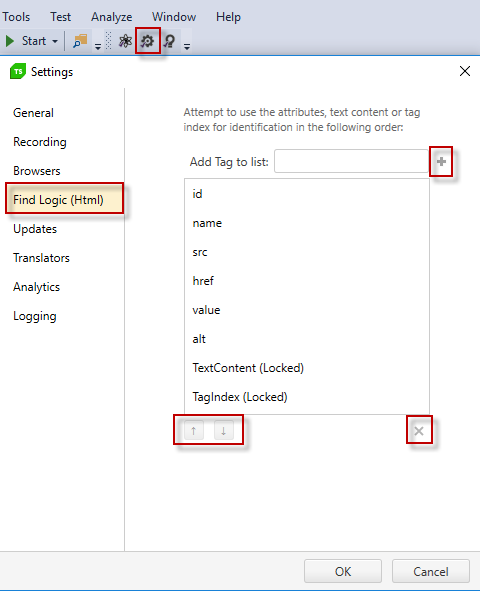 Tools Test Analyze Window Help
Start
TS Settings
General
Recording
Browsers
Find Logic (Html)
Updates
Translators
Analytics
Logging
Attempt to use the attributes, text content or tag
index for identification in the following order:
Add Tag to list:
id
name
src
href
value
alt
TextContent (Locked)
TagIndex (Locked)
OK Cancel